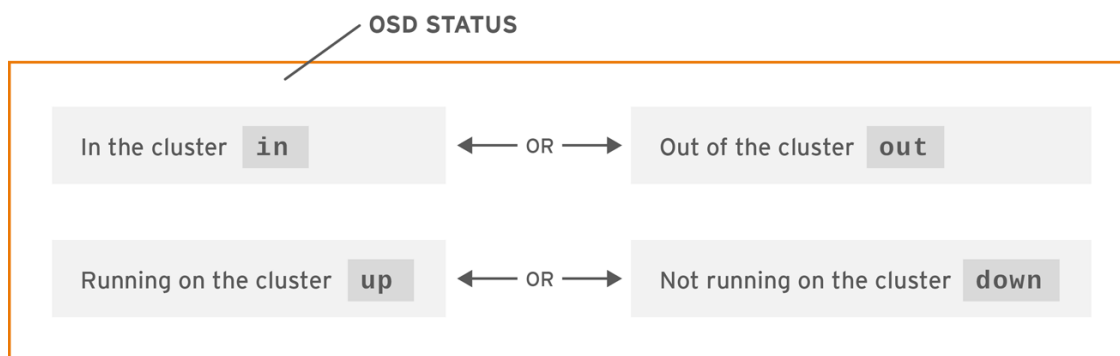 OSD STATUS
In the cluster in OR Out of the cluster out
Running on the cluster up OR Not running on the cluster down